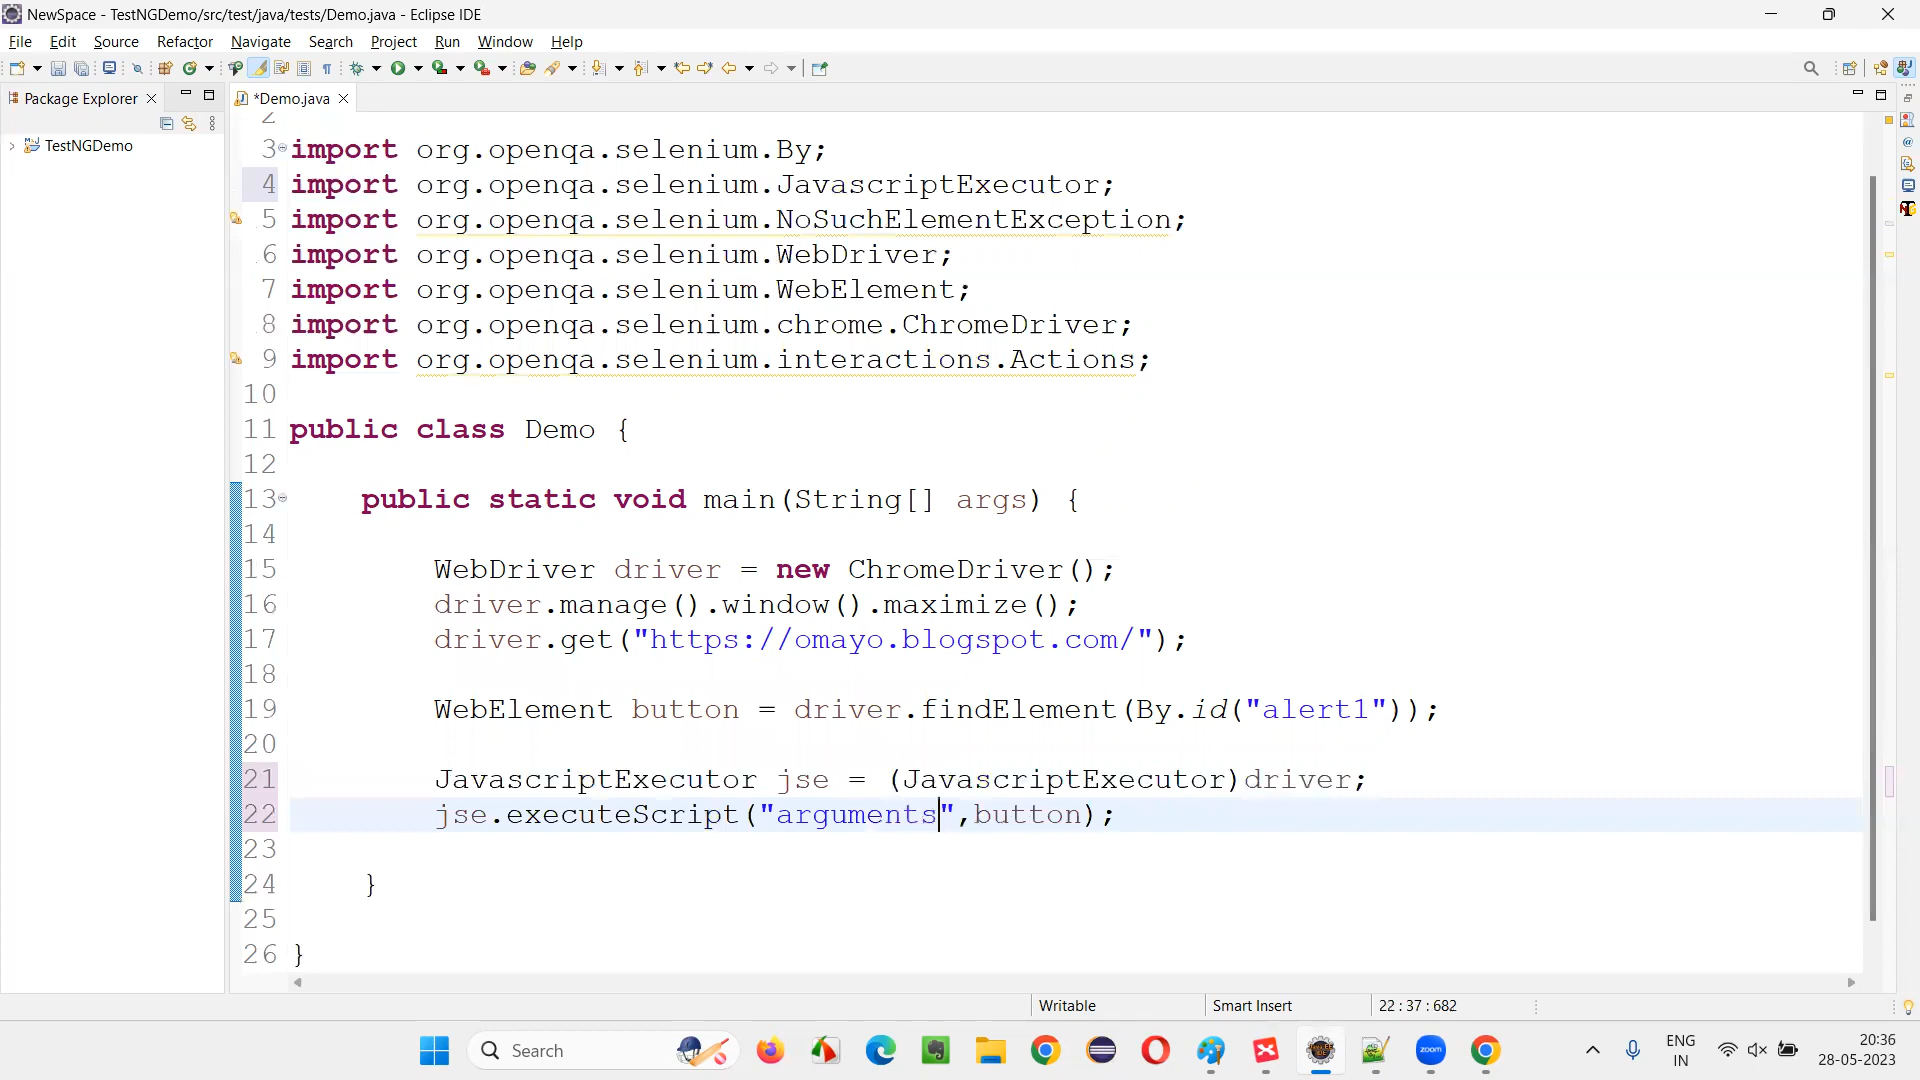 NewSpace - TestNGDemo/src/test/java/tests/Demo.java - Eclipse IDE
File Edit Source Refactor Navigate Search Project Run Window Help
Package Explorer
*Demo.java
TestNGDemo
2
3 import org.openqa.selenium.By;
4 import org.openqa.selenium.JavascriptExecutor;
5 import org.openqa.selenium.NoSuchElementException;
6 import org.openqa.selenium.WebDriver;
7 import org.openqa.selenium.WebElement;
8 import org.openqa.selenium.chrome.ChromeDriver;
9 import org.openqa.selenium.interactions.Actions;
10
11 public class Demo {
12
13 public static void main(String[] args) {
14
15 WebDriver driver = new ChromeDriver();
16 driver.manage().window().maximize();
17 driver.get("https://omayo.blogspot.com/");
18
19 WebElement button = driver.findElement(By.id("alert1"));
20
21 JavascriptExecutor jse = (JavascriptExecutor)driver;
22 jse.executeScript("arguments",button);
23
24 }
25
26 }
Writable Smart Insert 22 : 37 : 682
Search
zoom
ENG
IN
20:36
28-05-2023